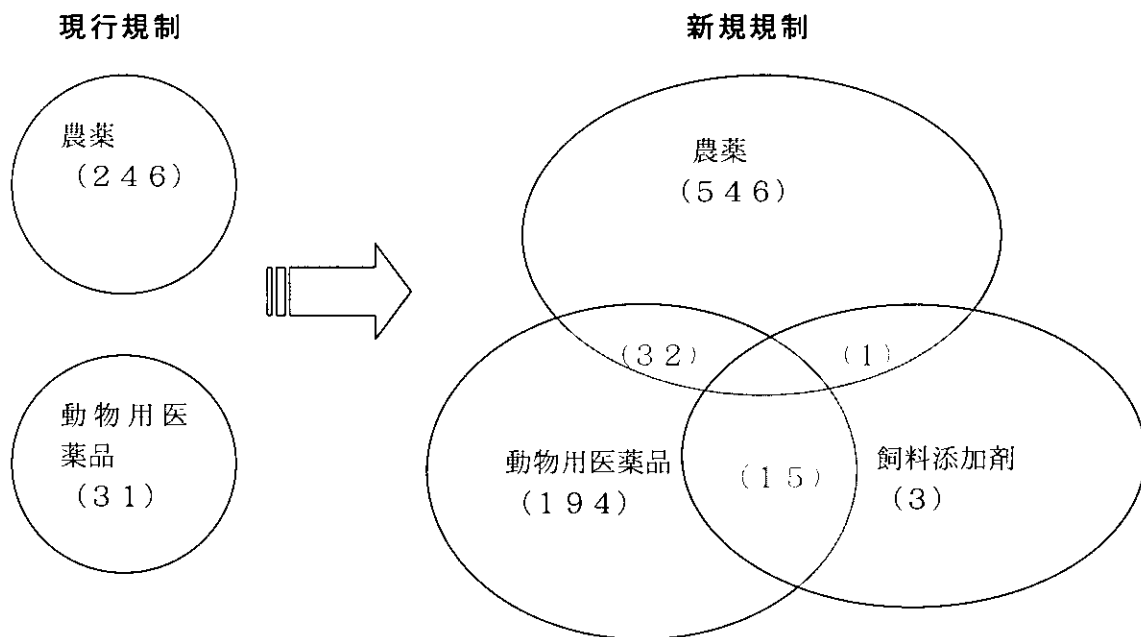 現行規制
農薬
（２４６）
動物用医
薬品
（３１）
新規規制
農薬
（５４６）
（３２）
（１）
動物用医薬品
（１９４）
（１５）
飼料添加剤
（３）